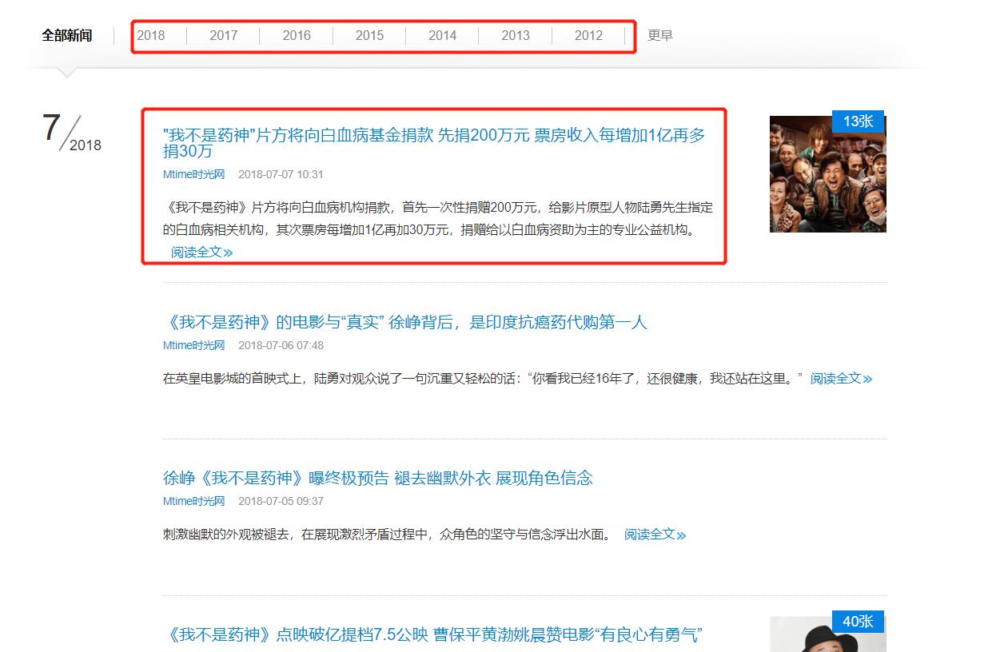 全部新闻 2018 2017 2016 2015 2014 2013 2012 更早
7/2018
"我不是药神"片方将向白血病基金捐款 先捐200万元 票房收入每增加1亿再多
捐30万
Mtime时光网 2018-07-07 10:31
《我不是药神》片方将向白血病机构捐款，首先一次性捐赠200万元，给影片原型人物陆勇先生指定
的白血病相关机构，其次票房每增加1亿再加30万元，捐赠给以白血病资助为主的专业公益机构。
阅读全文»
13张
《我不是药神》的电影与“真实” 徐峥背后，是印度抗癌药代购第一人
Mtime时光网 2018-07-06 07:48
在英皇电影城的首映式上，陆勇对观众说了一句沉重又轻松的话：“你看我已经16年了，还很健康，我还站在这里。” 阅读全文»
徐峥《我不是药神》曝终极预告 褪去幽默外衣 展现角色信念
Mtime时光网 2018-07-05 09:37
刺激幽默的外观被褪去，在展现激烈矛盾过程中，众角色的坚守与信念浮出水面。 阅读全文»
《我不是药神》点映破亿提档7.5公映 曹保平黄渤姚晨赞电影“有良心有勇气”
40张